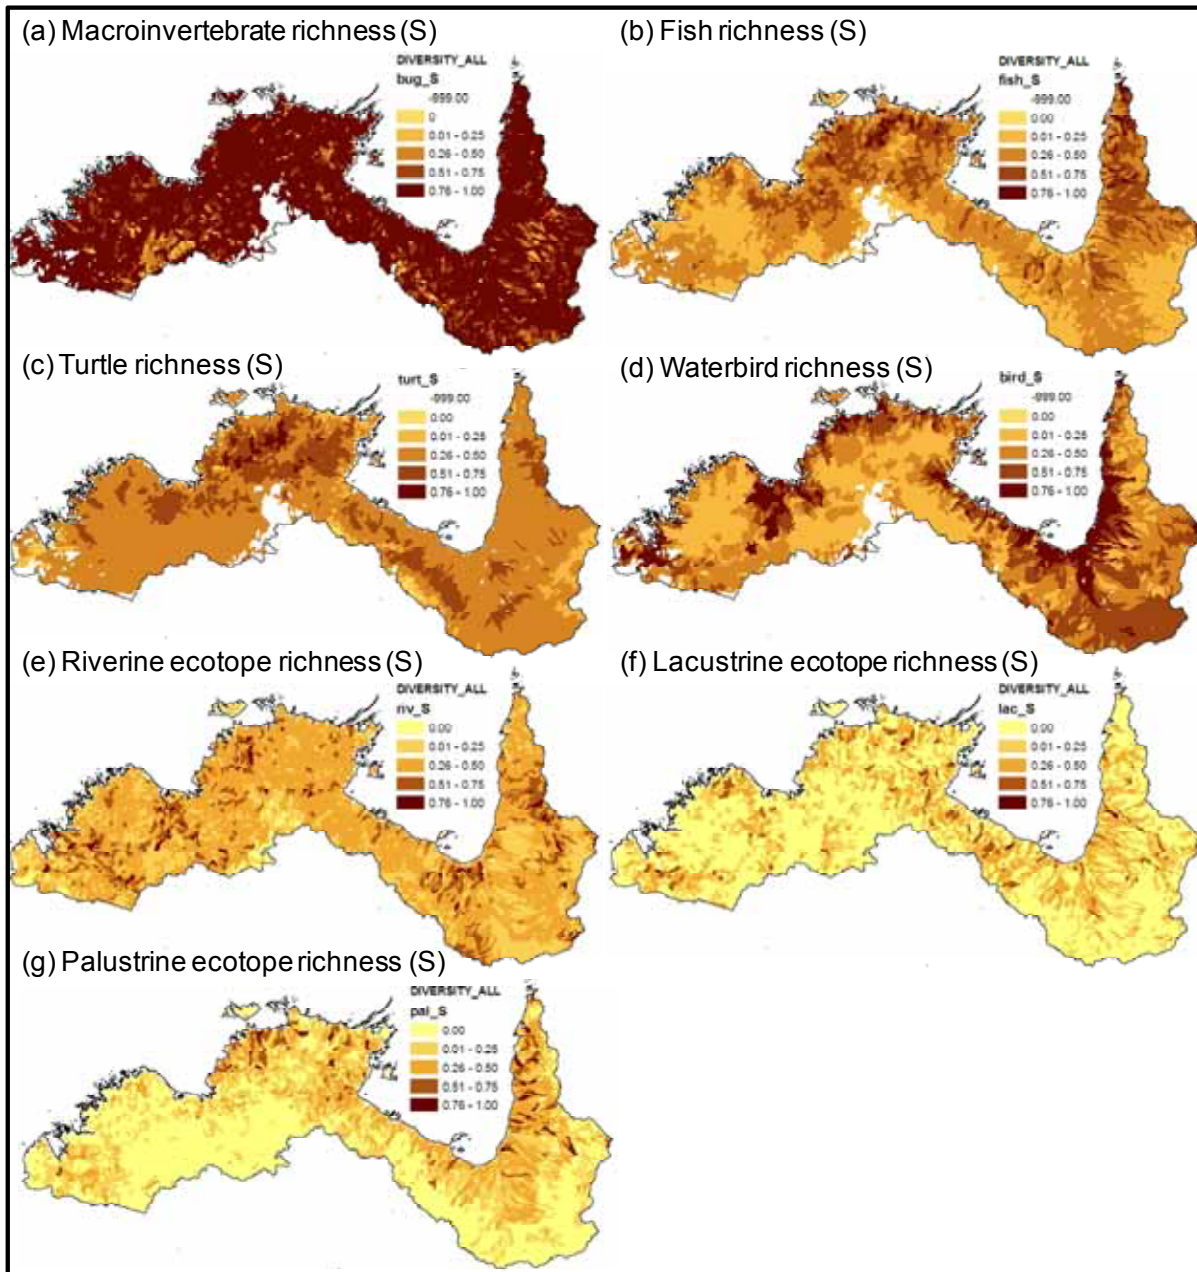 (a) Macroinvertebrate richness (S)
DIVERSITY_ALL
bug_S
-999.00
0
0.01 - 0.25
0.26 - 0.50
0.51 - 0.75
0.76 - 1.00
(b) Fish richness (S)
DIVERSITY_ALL
fish_S
-999.00
0.00
0.01 - 0.25
0.26 - 0.50
0.51 - 0.75
0.76 - 1.00
(c) Turtle richness (S)
turt_S
-999.00
0.00
0.01 - 0.25
0.26 - 0.50
0.51 - 0.75
0.76 - 1.00
(d) Waterbird richness (S)
bird_S
-999.00
0.00
0.01 - 0.25
0.26 - 0.50
0.51 - 0.75
0.76 - 1.00
(e) Riverine ecotope richness (S)
DIVERSITY_ALL
riv_S
0.00
0.01 - 0.25
0.26 - 0.50
0.51 - 0.75
0.76 - 1.00
(f) Lacustrine ecotope richness (S)
DIVERSITY_ALL
lac_S
0.00
0.01 - 0.25
0.26 - 0.50
0.51 - 0.75
0.76 - 1.00
(g) Palustrine ecotope richness (S)
DIVERSITY_ALL
pal_S
0.00
0.01 - 0.25
0.26 - 0.50
0.51 - 0.75
0.76 - 1.00